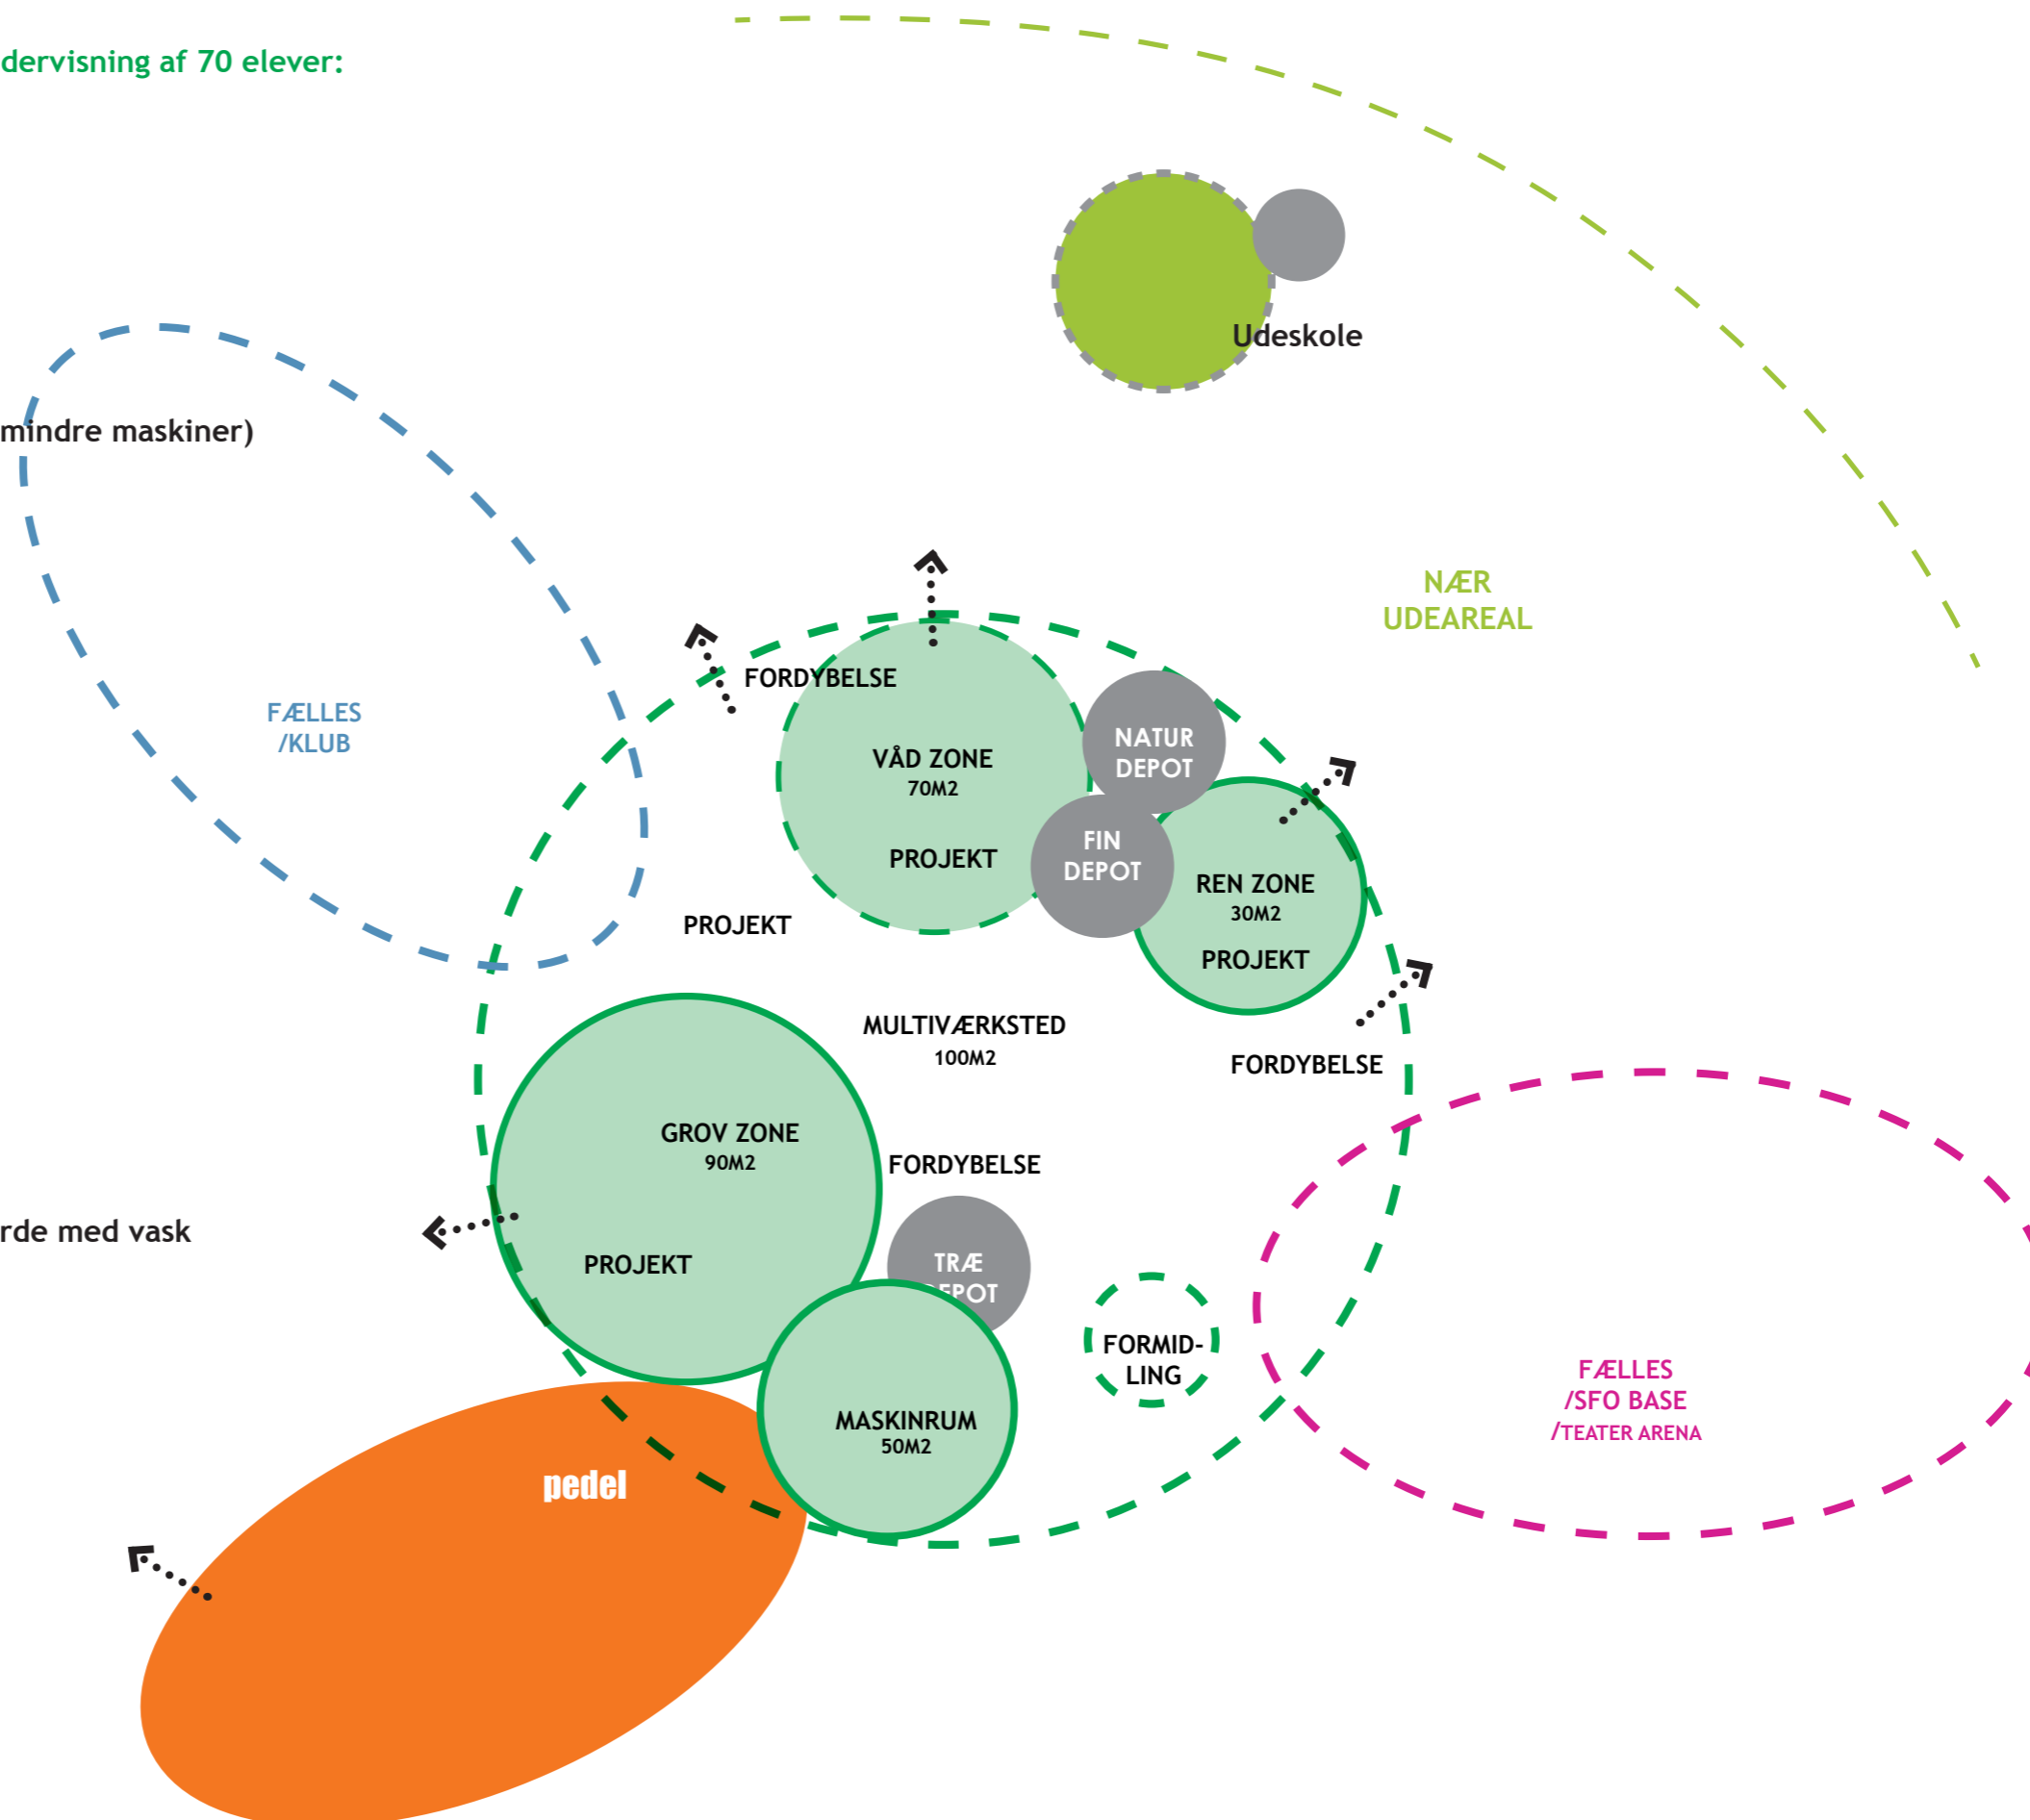 dervisning af 70 elever:
Udeskole
mindre maskiner)
NÆR
UDEAREAL
FORDYBELSE
FÆLLES
/KLUB
VÅD ZONE
70M2
PROJEKT
NATUR
DEPOT
FIN
DEPOT
REN ZONE
30M2
PROJEKT
PROJEKT
MULTIVÆRKSTED
100M2
FORDYBELSE
GROV ZONE
90M2
FORDYBELSE
rde med vask
PROJEKT
TRÆ
EPOT
FORMID-
LING
FÆLLES
/SFO BASE
/TEATER ARENA
MASKINRUM
50M2
pedel